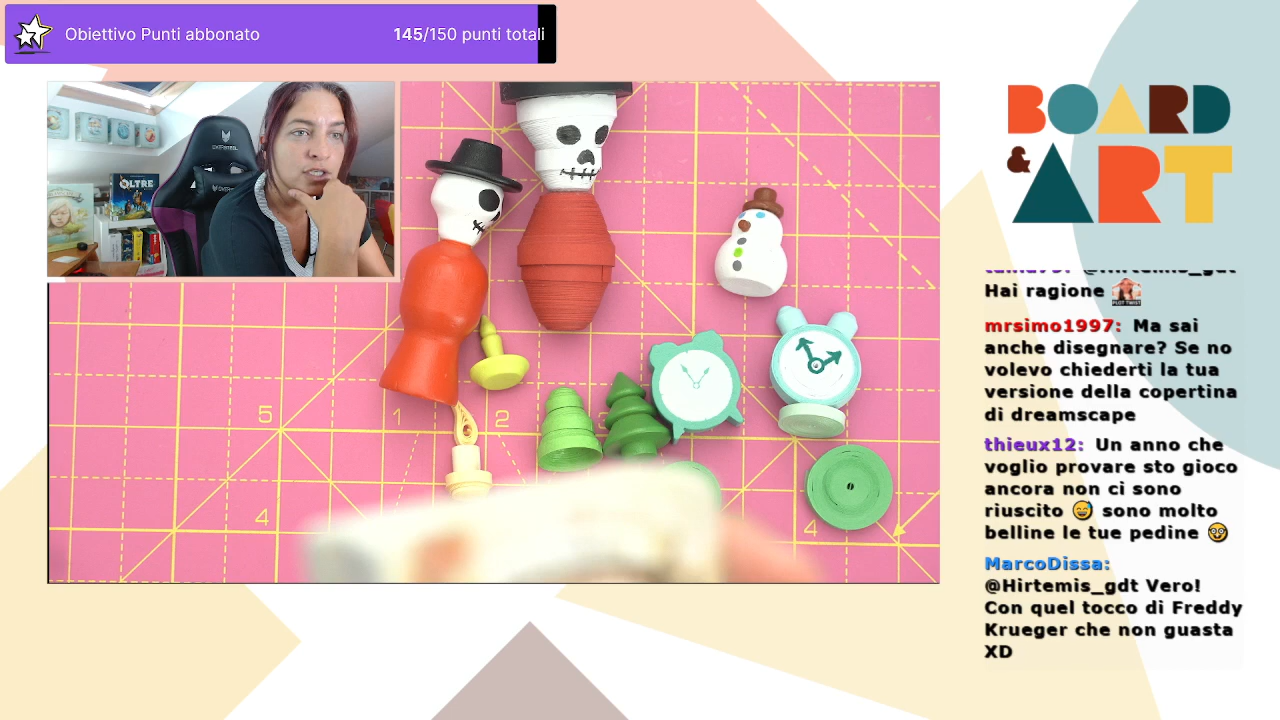 Obiettivo Punti abbonato
145/150 punti totali
BOARD
& ART
OLTRE
5
1
2
4
4
Hai ragione
PLOT TWIST
mrsimo1997: Ma sai
anche disegnare? Se no
volevo chiederti la tua
versione della copertina
di dreamscape
thieux12: Un anno che
voglio provare sto gioco
ancora non ci sono
riuscito 😅 sono molto
belline le tue pedine 🤓
MarcoDissa:
@Hirtemis_gdt Vero!
Con quel tocco di Freddy
Krueger che non guasta
XD